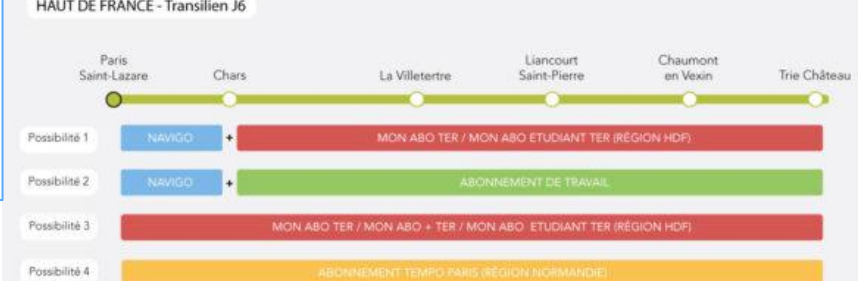 HAUT DE FRANCE - Transilien J6
Paris
Saint-Lazare
Chars
La Villetertre
Liancourt
Saint-Pierre
Chaumont
en Vexin
Trie Château
Possibilité 1
NAVIGO
+
MON ABO TER / MON ABO ETUDIANT TER (RÉGION HDF)
Possibilité 2
NAVIGO
+
ABONNEMENT DE TRAVAIL
Possibilité 3
MON ABO TER / MON ABO + TER / MON ABO ETUDIANT TER (RÉGION HDF)
Possibilité 4
ABONNEMENT TEMPO PARIS (RÉGION NORMANDIE)